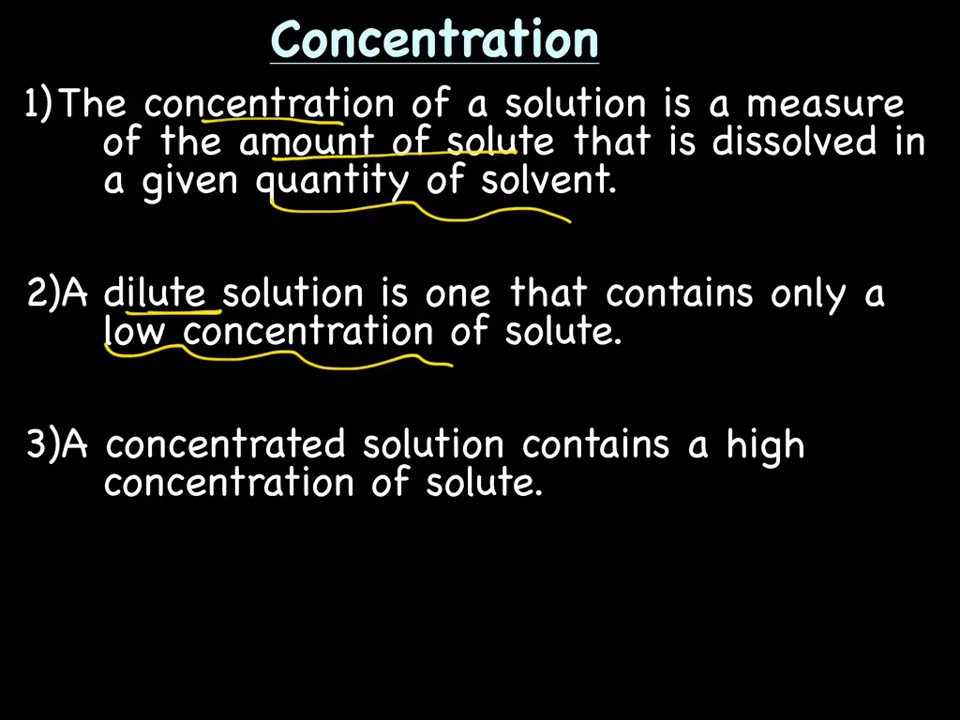 Concentration
1) The concentration of a solution is a measure
of the amount of solute that is dissolved in
a given quantity of solvent.
2) A dilute solution is one that contains only a
low concentration of solute.
3) A concentrated solution contains a high
concentration of solute.